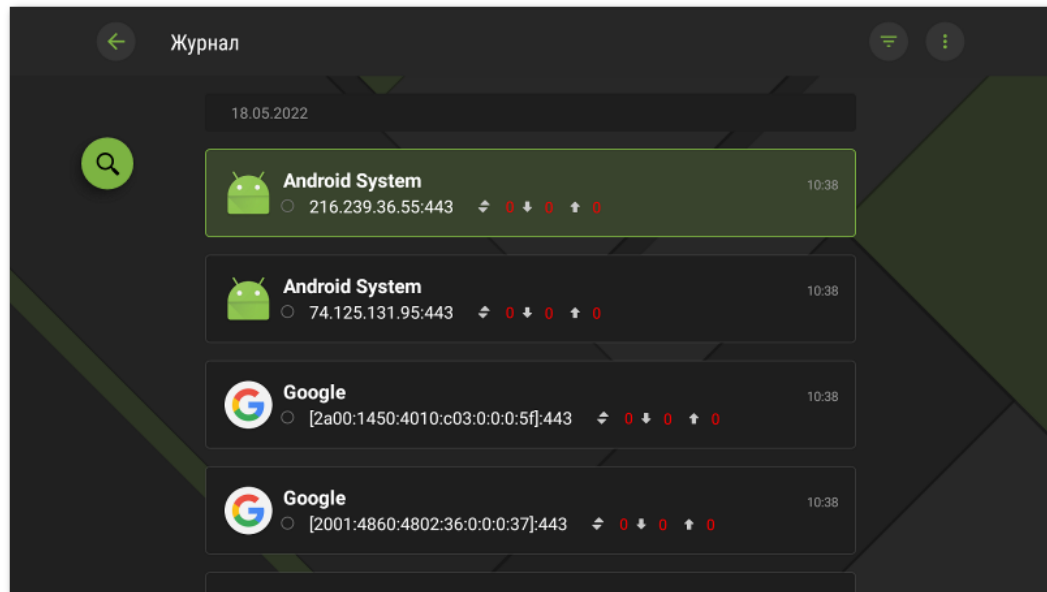 Журнал
18.05.2022
Android System
10:38
216.239.36.55:443 0 0 0
Android System
10:38
74.125.131.95:443 0 0 0
Google
10:38
[2a00:1450:4010:c03:0:0:0:5f]:443 0 0 0
Google
10:38
[2001:4860:4802:36:0:0:0:37]:443 0 0 0